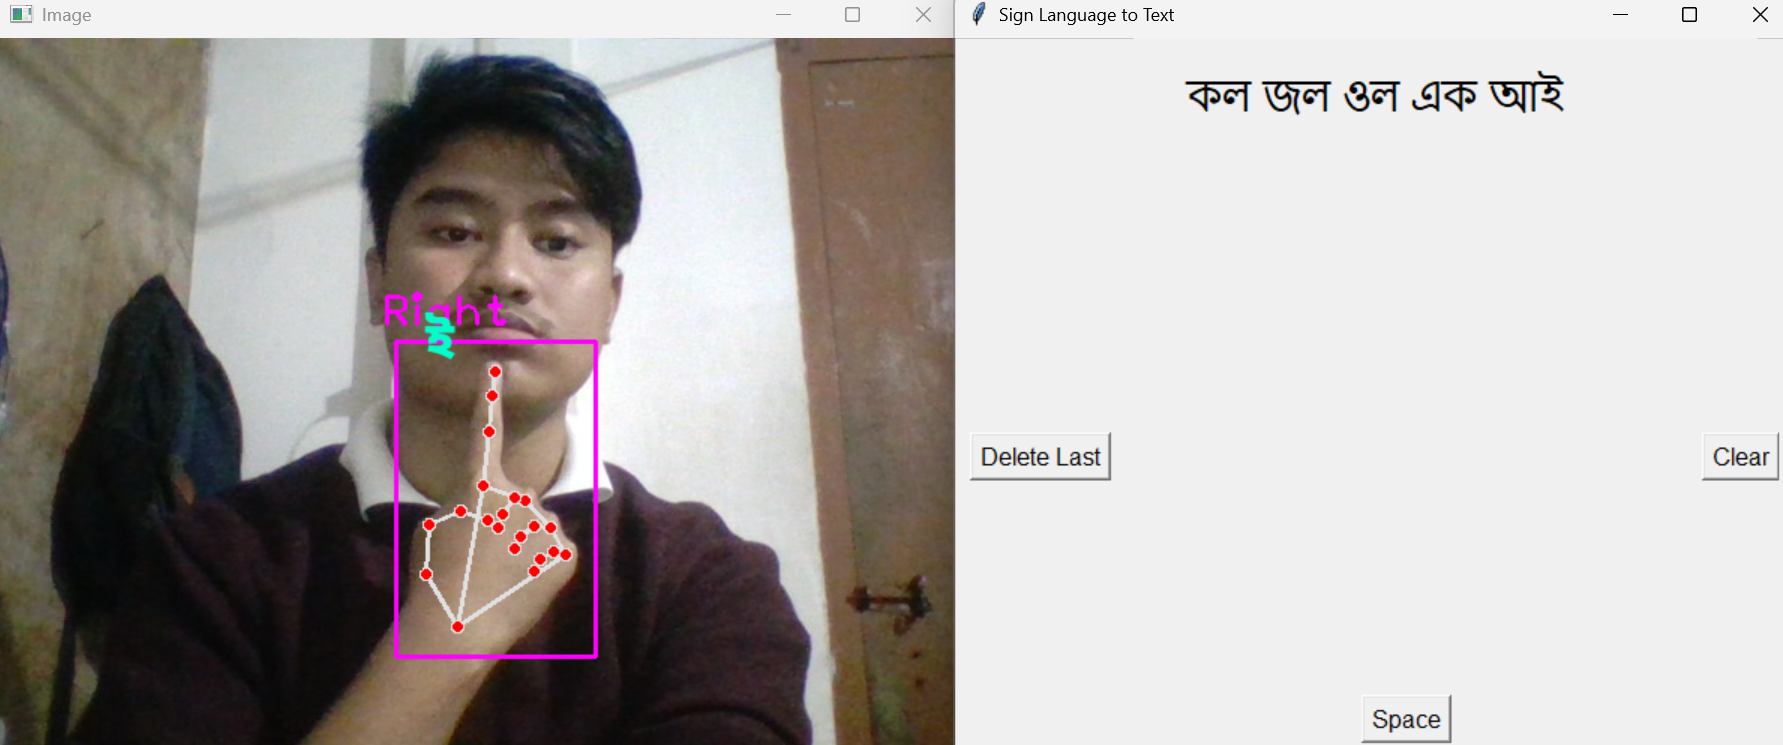 Image
Sign Language to Text
কল জল ওল এক আই
Right
ই
Delete Last
Clear
Space